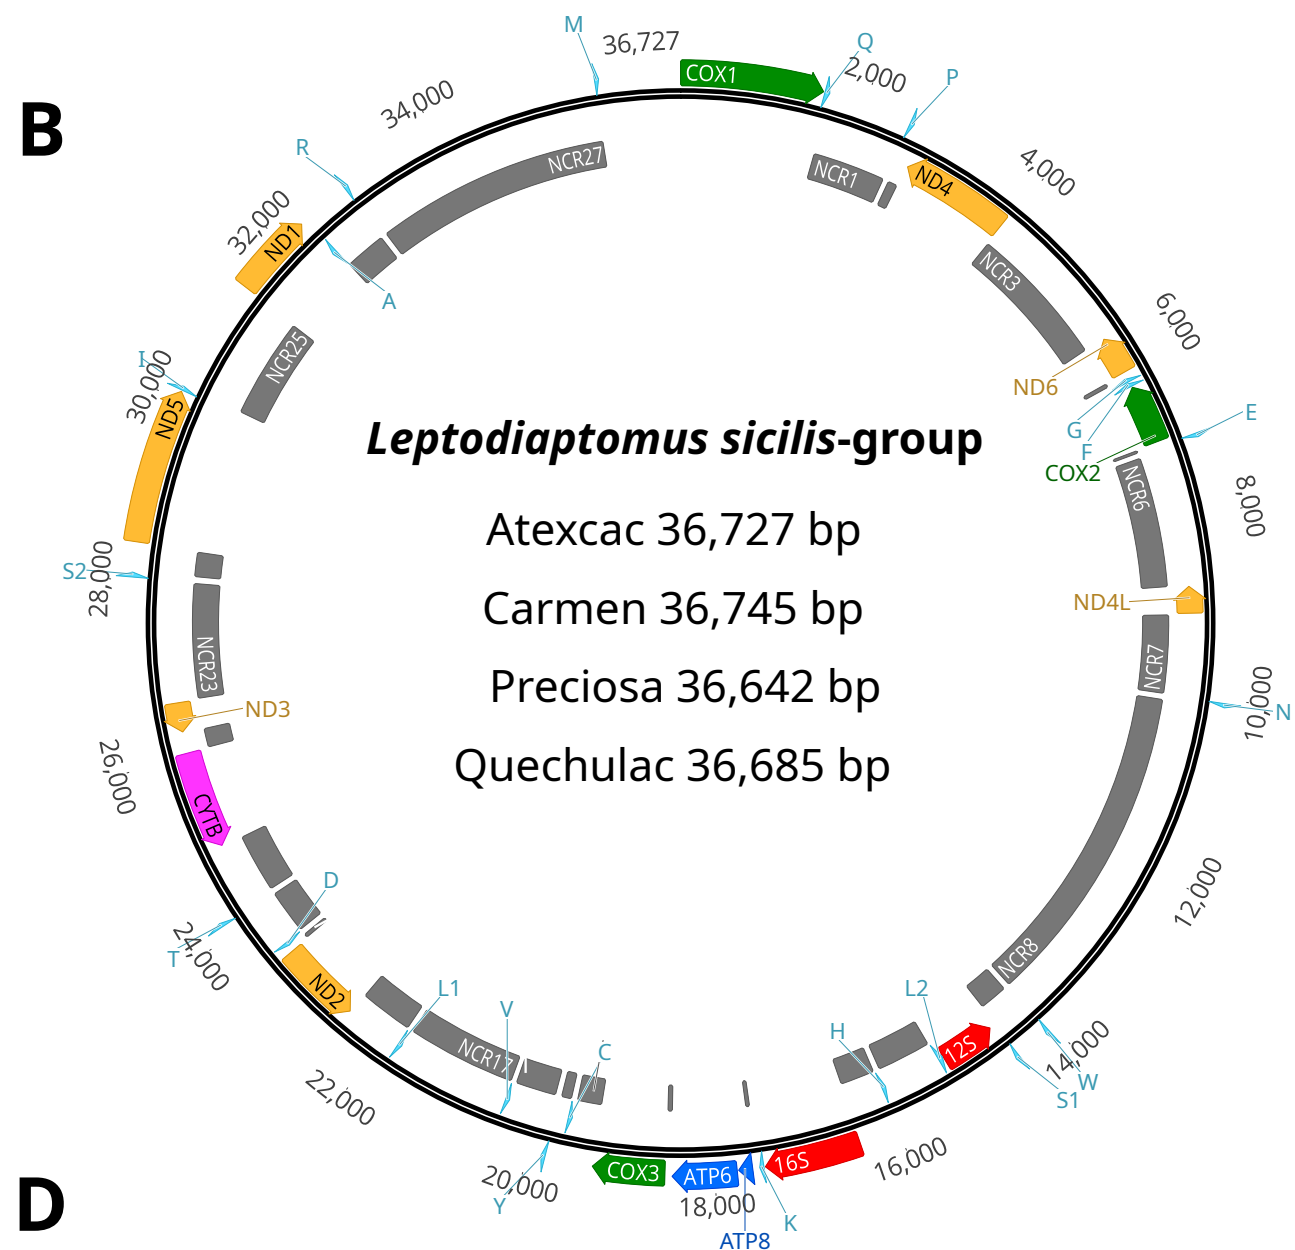 B
D
Leptodiaptomus sicilis-group
Atexcac 36,727 bp
Carmen 36,745 bp
Preciosa 36,642 bp
Quechulac 36,685 bp
36,727
COX1
Q
2,000
P
NCR1
ND4
4,000
NCR3
6,000
ND6
G
F
COX2
E
NCR6
8,000
ND4L
NCR7
10,000
N
12,000
NCR8
14,000
W
S1
12S
L2
H
16,000
16S
K
ATP8
18,000
ATP6
COX3
C
20,000
Y
V
NCR17
L1
22,000
ND2
D
24,000
T
CYTB
26,000
ND3
NCR23
28,000
S2
ND5
30,000
I
NCR25
ND1
32,000
A
R
34,000
NCR27
M